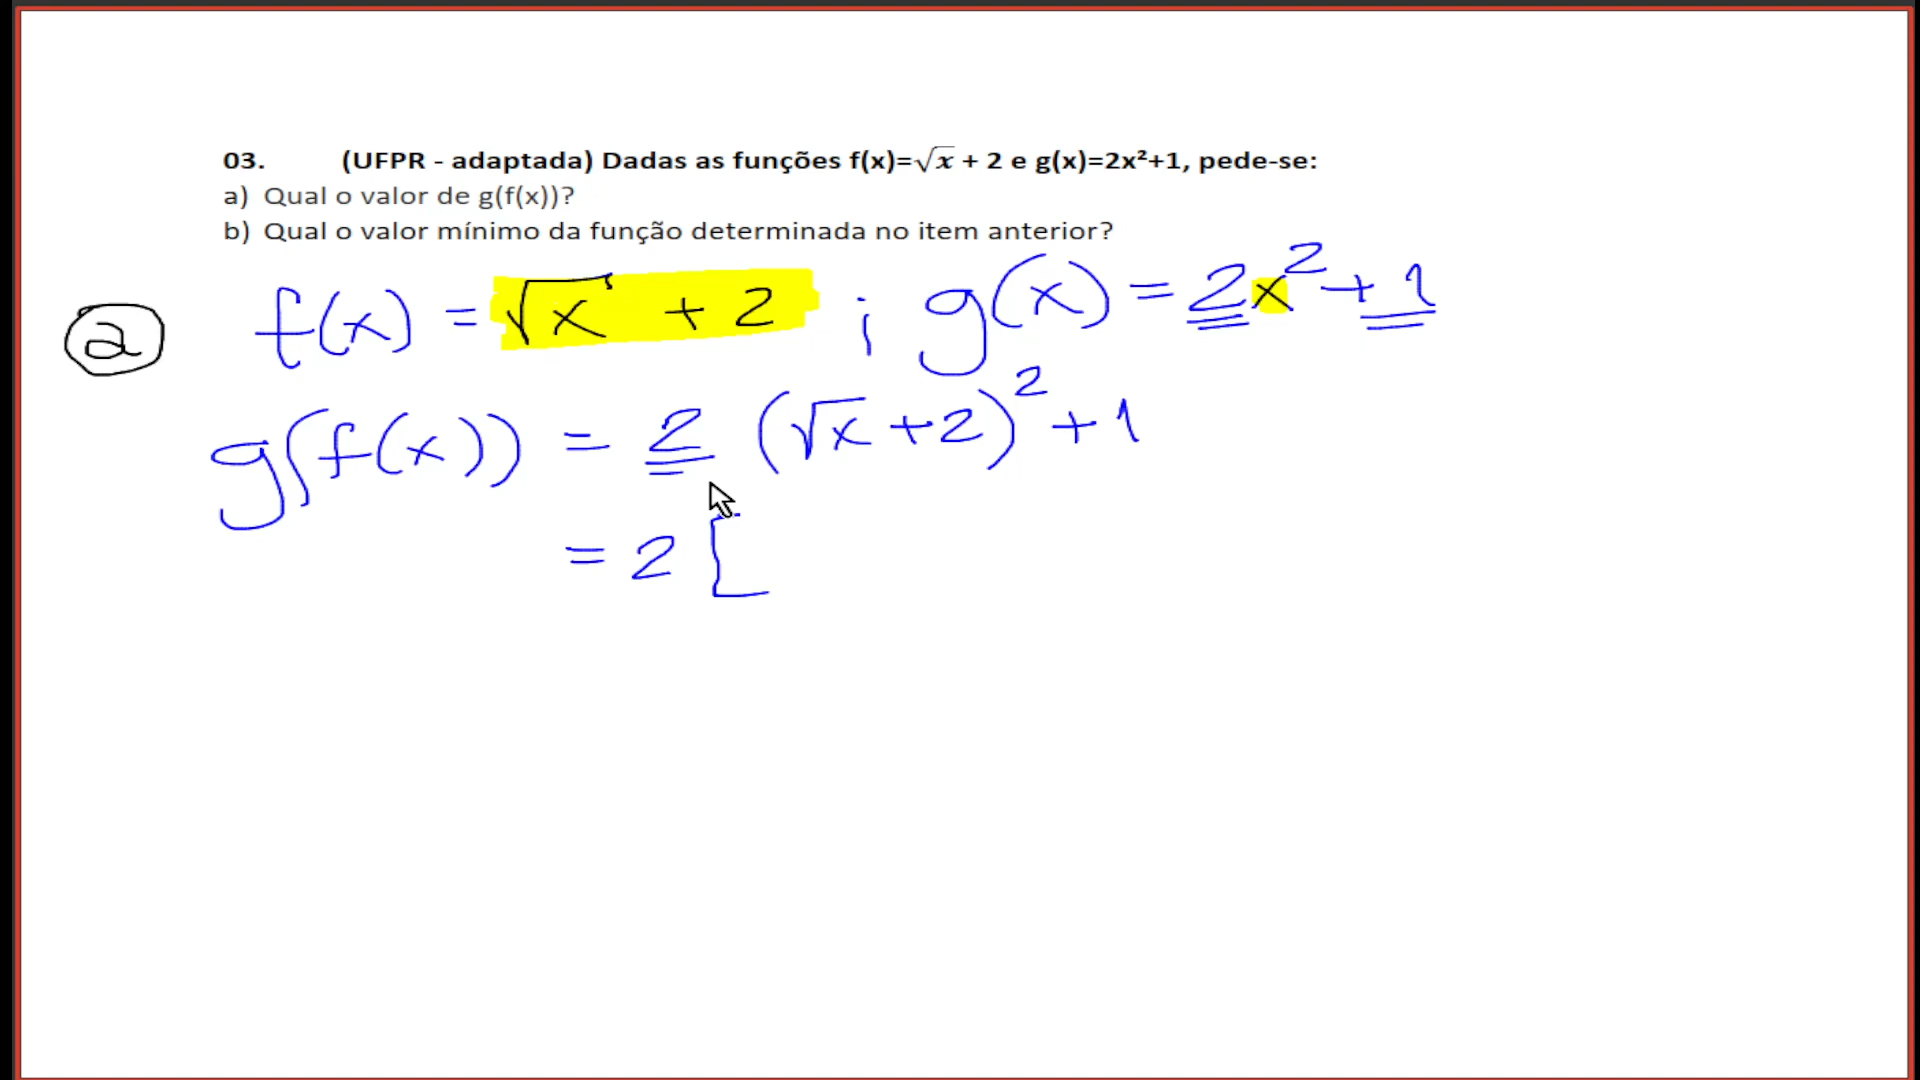 03. (UFPR - adaptada) Dadas as funções f(x)=√x + 2 e g(x)=2x²+1, pede-se:
a) Qual o valor de g(f(x))?
b) Qual o valor mínimo da função determinada no item anterior?
a f(x) = √x + 2 ; g(x) = 2x² + 1
g(f(x)) = 2 (√x + 2)² + 1
= 2 [